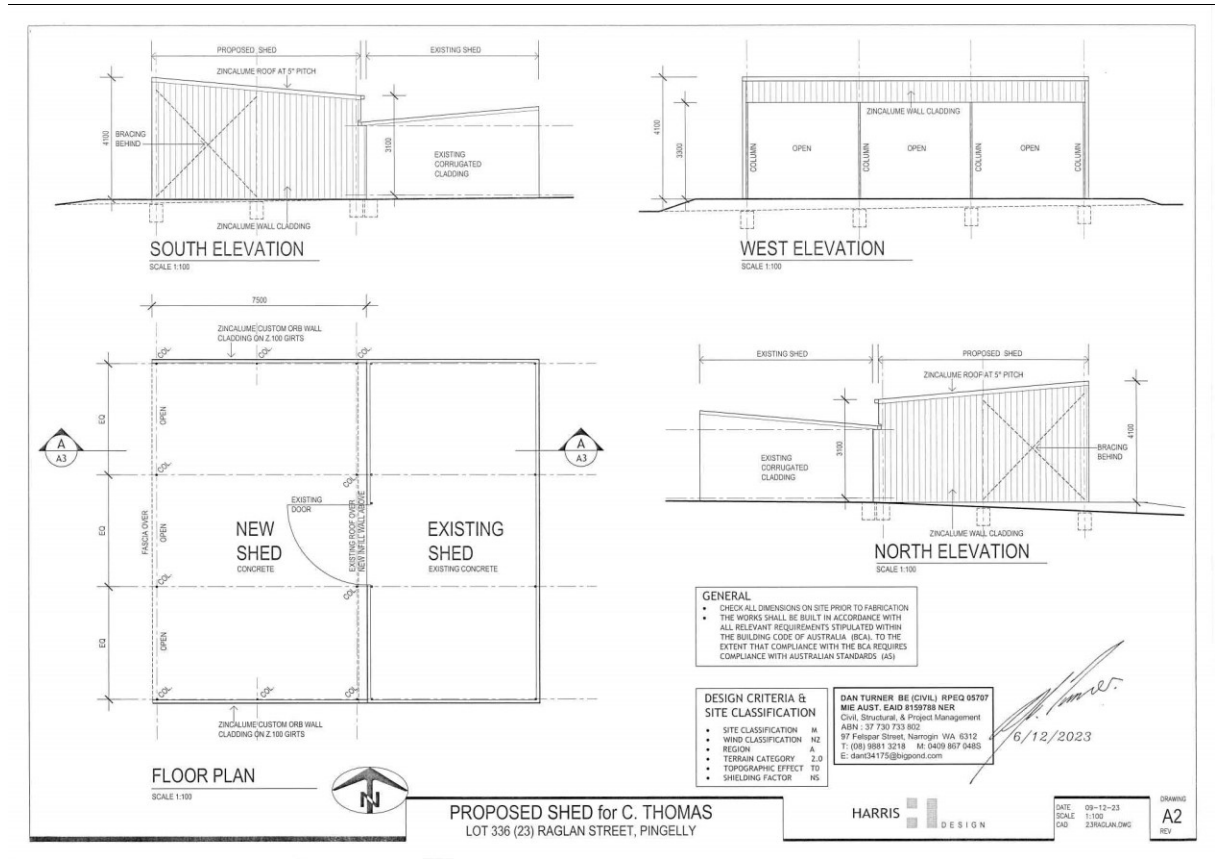 PROPOSED SHED
EXISTING SHED
ZINCALUME ROOF AT 5° PITCH
4100
BRACING
BEHIND
3100
EXISTING
CORRUGATED
CLADDING
ZINCALUME WALL CLADDING
SOUTH ELEVATION
SCALE 1:100
4100
3300
ZINCALUME WALL CLADDING
COLUMN
OPEN
COLUMN
OPEN
COLUMN
OPEN
COLUMN
WEST ELEVATION
SCALE 1:100
7500
ZINCALUME CUSTOM ORB WALL
CLADDING ON Z.100 GIRTS
COL.
COL.
COL.
EQ
OPEN
A
A3
A
A3
COL.
COL.
EXISTING
DOOR
EQ
FASCIA OVER
OPEN
NEW
SHED
CONCRETE
EXISTING ROOF OVER
NEW INFILL WALL ABOVE
EXISTING
SHED
EXISTING CONCRETE
COL.
COL.
EQ
OPEN
COL.
COL.
COL.
ZINCALUME CUSTOM ORB WALL
CLADDING ON Z.100 GIRTS
FLOOR PLAN
SCALE 1:100
N
EXISTING SHED
PROPOSED SHED
ZINCALUME ROOF AT 5° PITCH
3100
4100
EXISTING
CORRUGATED
CLADDING
BRACING
BEHIND
ZINCALUME WALL CLADDING
NORTH ELEVATION
SCALE 1:100
GENERAL
• CHECK ALL DIMENSIONS ON SITE PRIOR TO FABRICATION
• THE WORKS SHALL BE BUILT IN ACCORDANCE WITH
ALL RELEVANT REQUIREMENTS STIPULATED WITHIN
THE BUILDING CODE OF AUSTRALIA (BCA). TO THE
EXTENT THAT COMPLIANCE WITH THE BCA REQUIRES
COMPLIANCE WITH AUSTRALIAN STANDARDS (AS)
DESIGN CRITERIA &
SITE CLASSIFICATION
• SITE CLASSIFICATION M
• WIND CLASSIFICATION N2
• REGION A
• TERRAIN CATEGORY 2.0
• TOPOGRAPHIC EFFECT T0
• SHIELDING FACTOR NS
DAN TURNER BE (CIVIL) RPEQ 05707
MIE AUST. EAID 8159788 NER
Civil, Structural, & Project Management
ABN : 37 730 733 802
97 Felspar Street, Narrogin WA 6312
T: (08) 9881 3218 M: 0409 867 048S
E: dant34175@bigpond.com
6/12/2023
PROPOSED SHED for C. THOMAS
LOT 336 (23) RAGLAN STREET, PINGELLY
HARRIS
DESIGN
DATE 09-12-23
SCALE 1:100
CAD 23RAGLAN.DWG
DRAWING
A2
REV